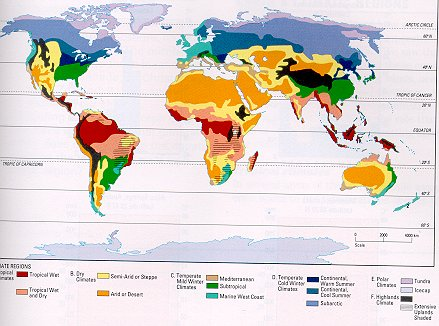 ARCTIC CIRCLE
60°N
40°N
TROPIC OF CANCER
20°N
EQUATOR
TROPIC OF CAPRICORN
20°S
40°S
60°S
0 2000 4000 km
Scale
ATE REGIONS
opical
imates
Tropical Wet
Tropical Wet
and Dry
B. Dry
Climates
Semi-Arid or Steppe
Arid or Desert
C. Temperate
Mild Winter
Climates
Mediterranean
Subtropical
Marine West Coast
D. Temperate
Cold Winter
Climates
Continental,
Warm Summer
Continental,
Cool Summer
Subarctic
E. Polar
Climates
Tundra
Icecap
F. Highlands
Climate
Extensive
Uplands
Shaded